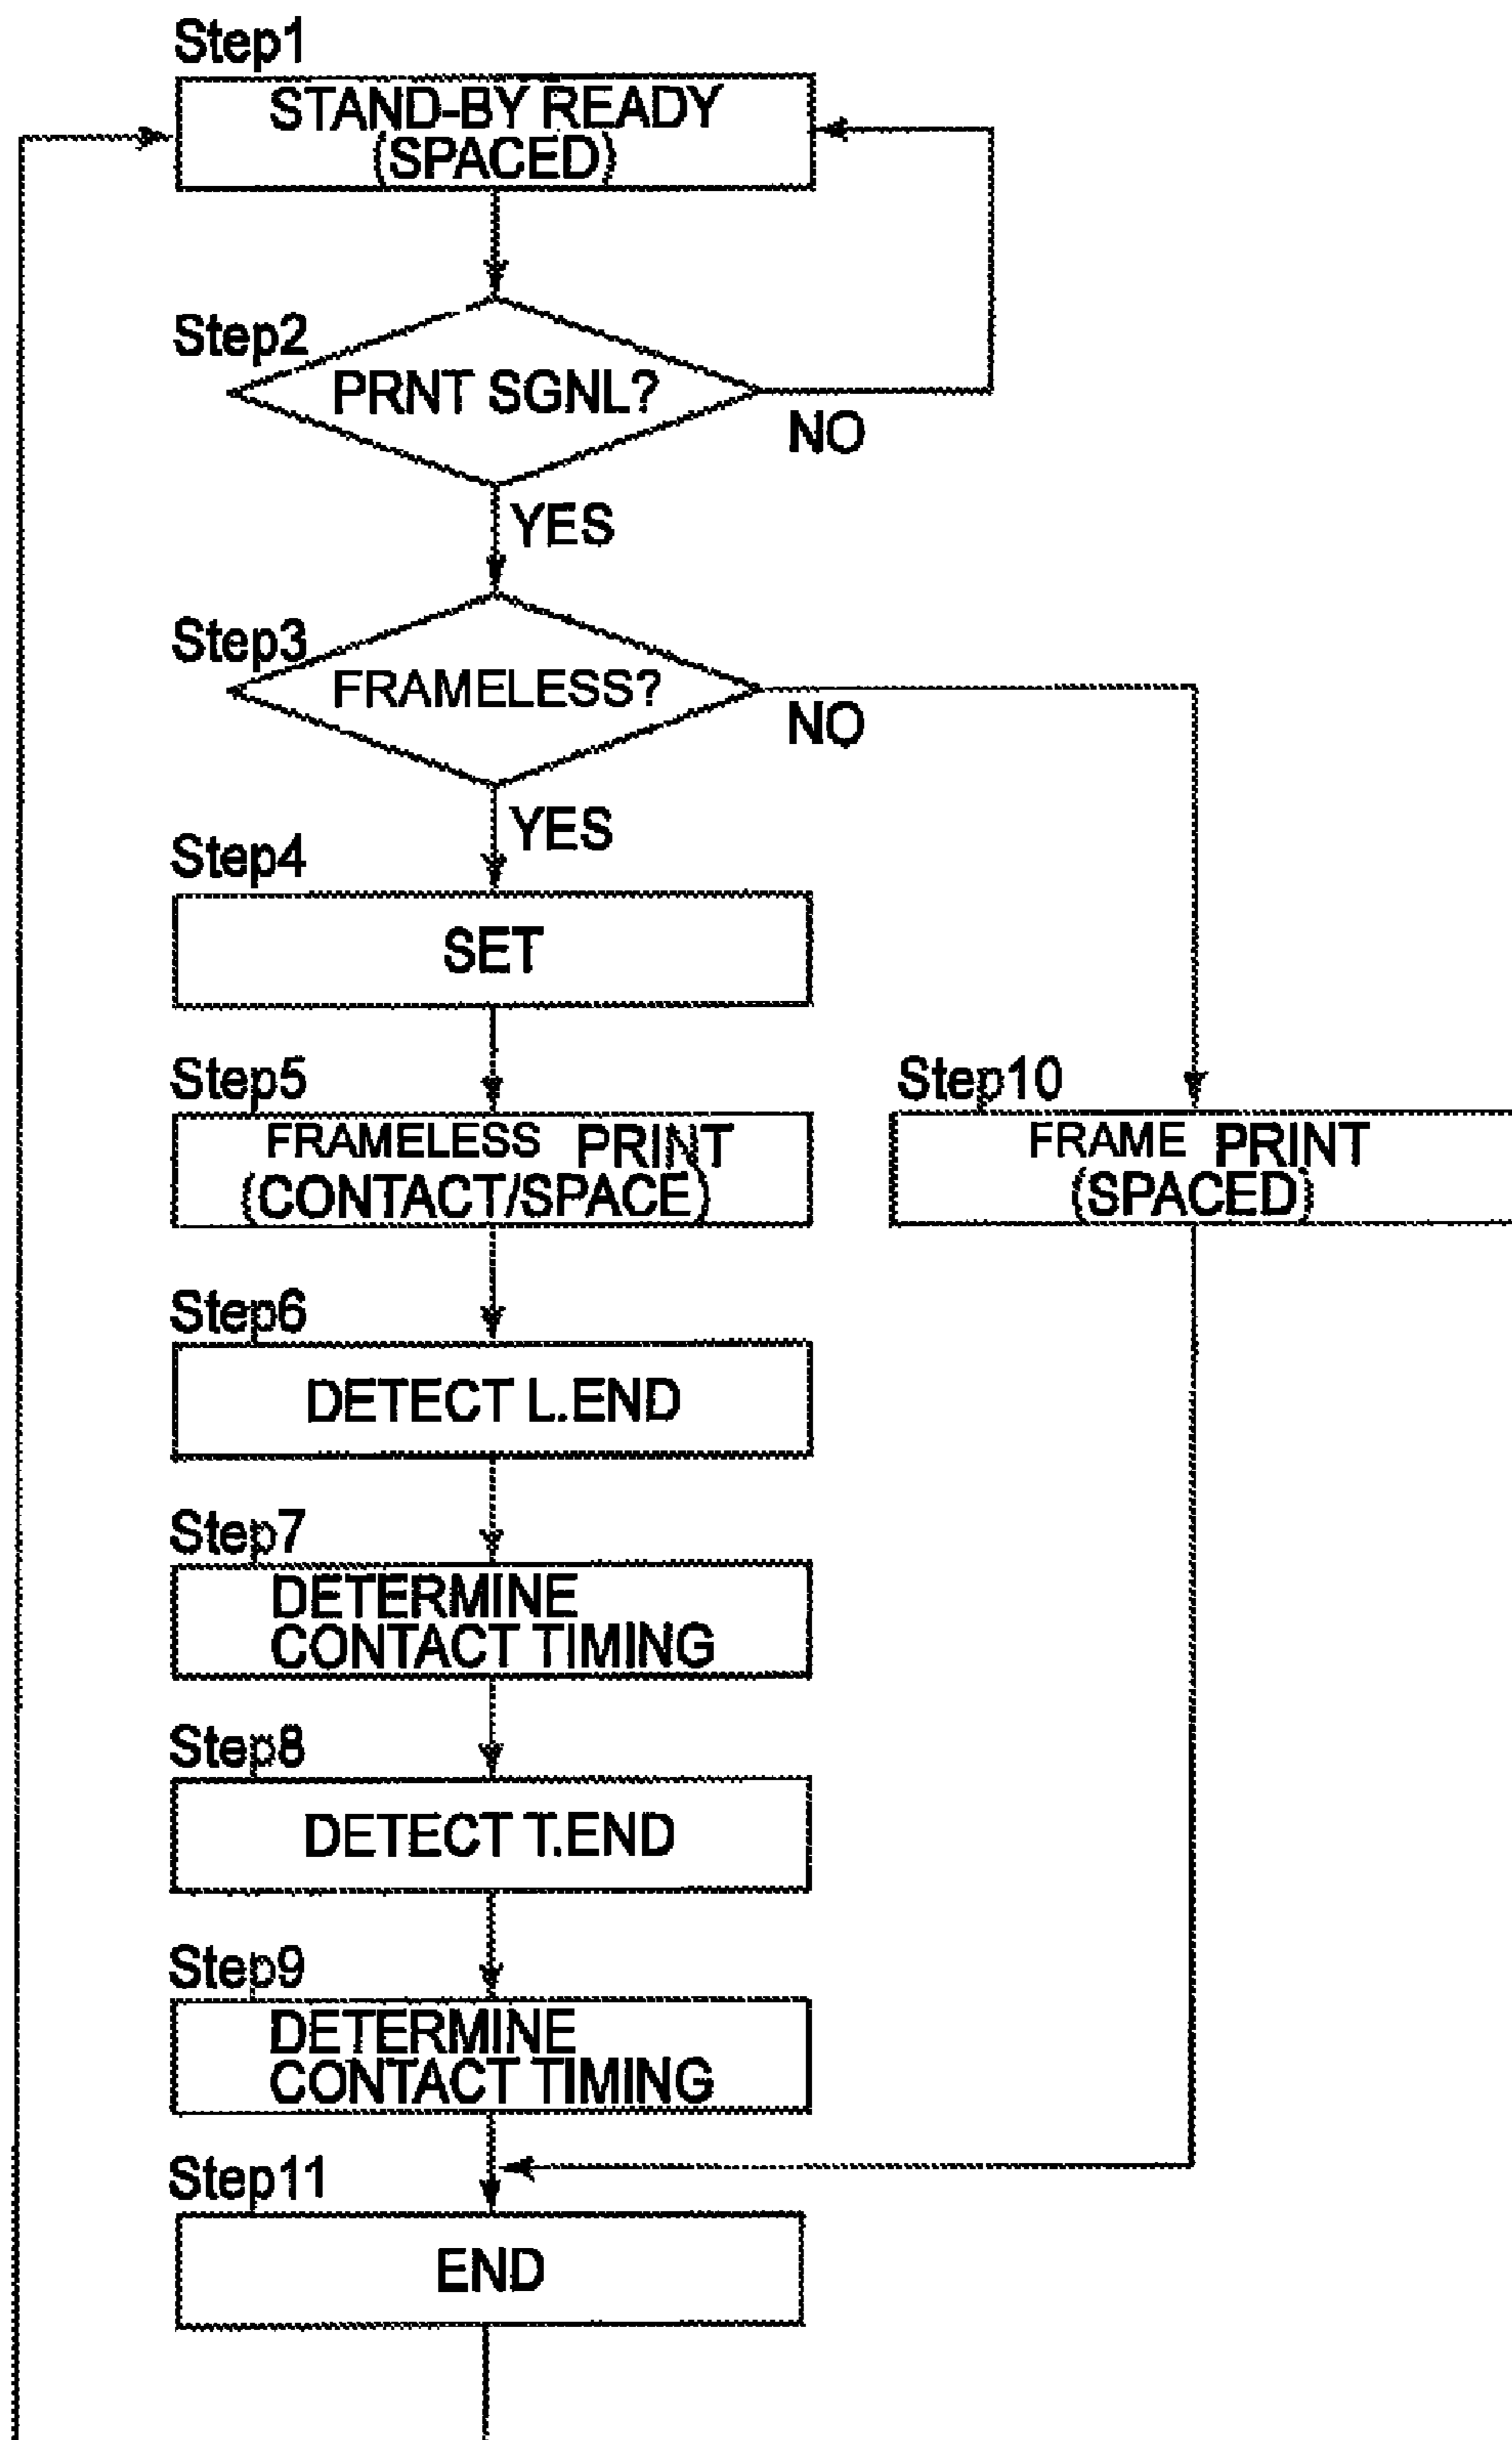 Step1
STAND-BY READY
(SPACED)
Step2
PRNT SGNL?
NO
YES
Step3
FRAMELESS?
NO
YES
Step4
SET
Step5
FRAMELESS PRINT
(CONTACT/SPACE)
Step10
FRAME PRINT
(SPACED)
Step6
DETECT L.END
Step7
DETERMINE
CONTACT TIMING
Step8
DETECT T.END
Step9
DETERMINE
CONTACT TIMING
Step11
END